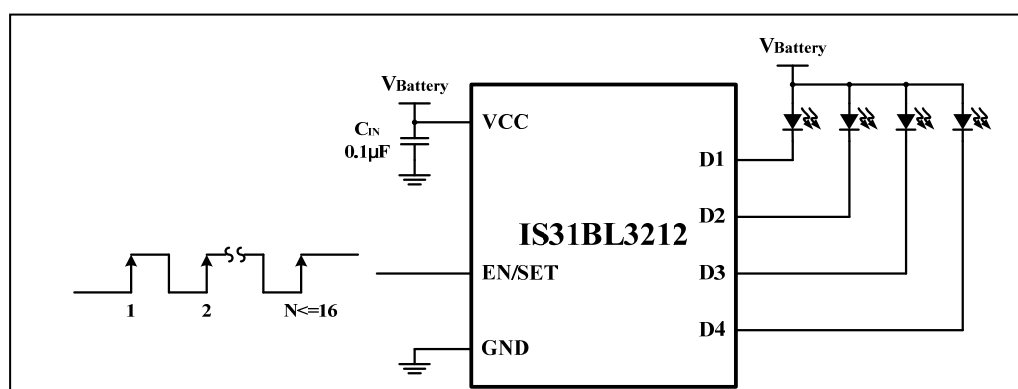 VBattery
VBattery
CIN
0.1µF
VCC
D1
D2
IS31BL3212
EN/SET
D3
1
2
N<=16
D4
GND